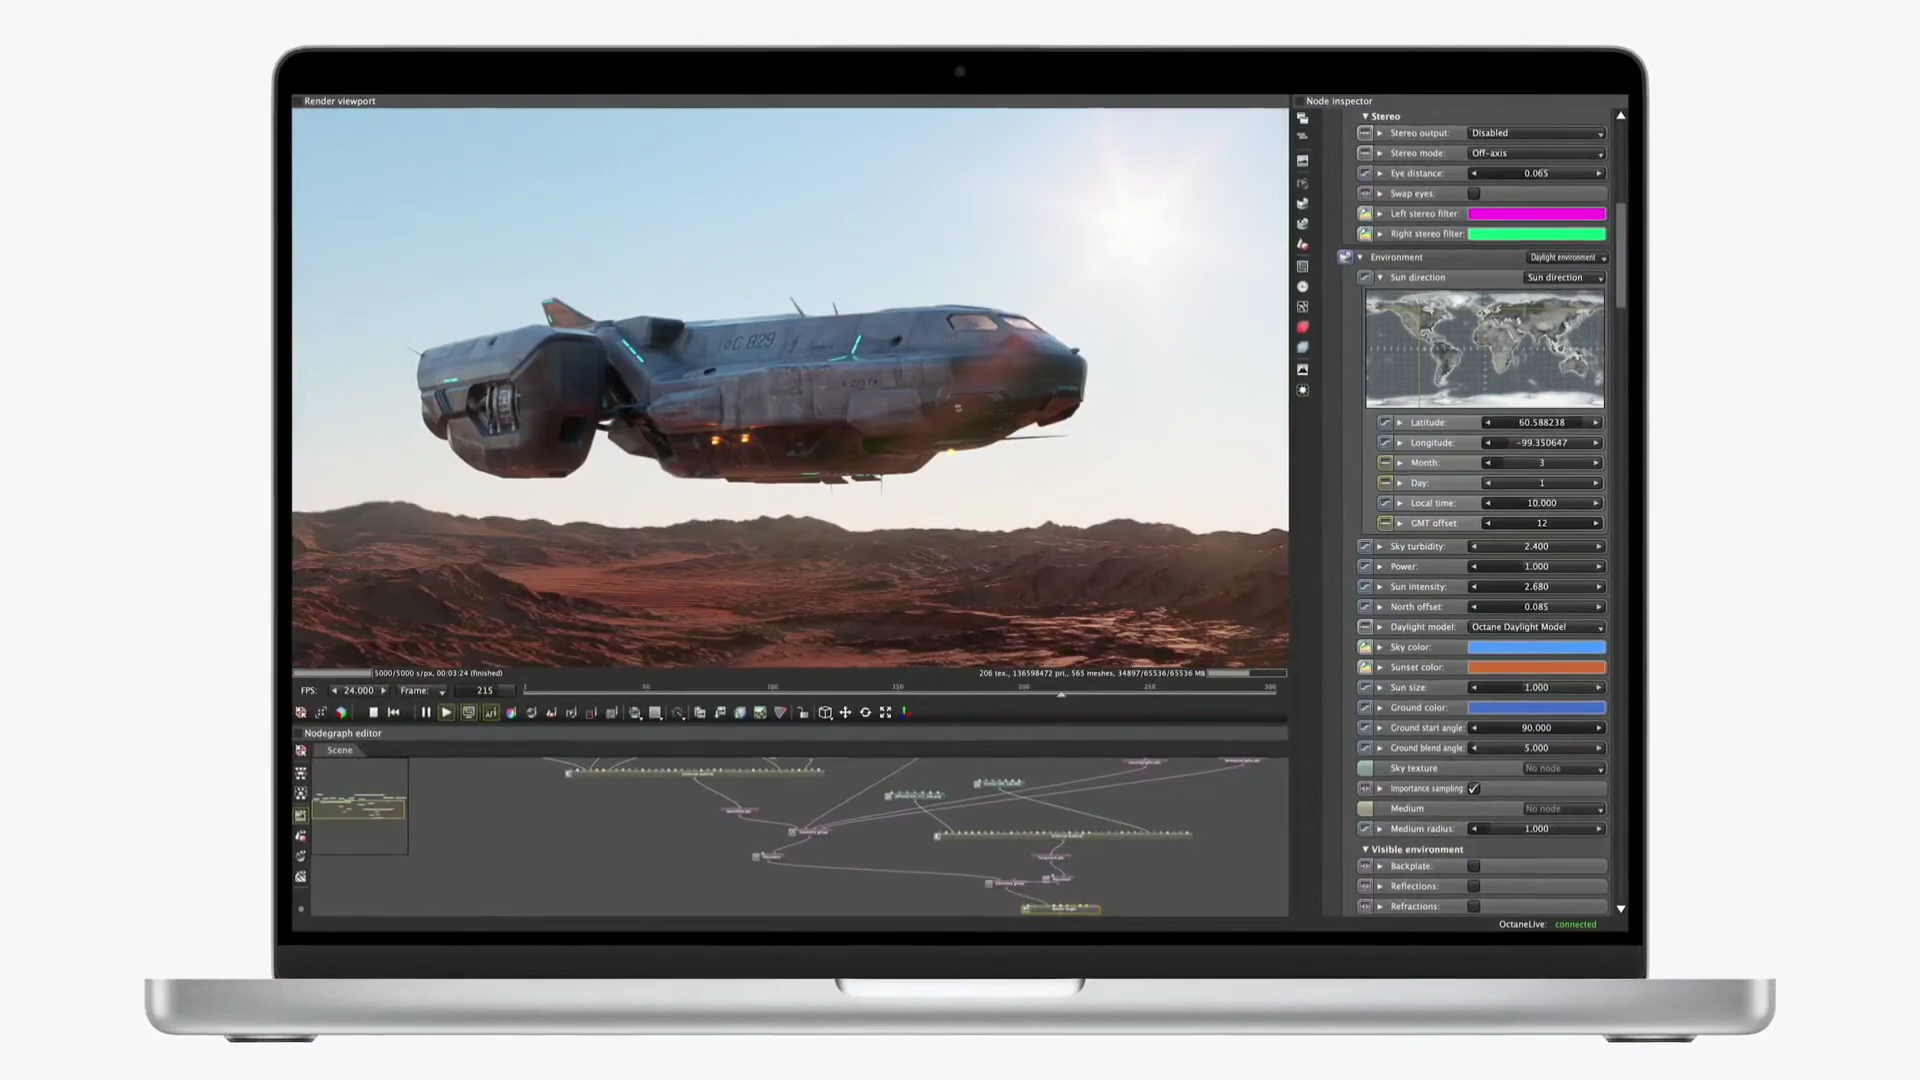 Render viewport
C 829
5000/5000 s/px, 00:03:24 (finished)
206 tex., 136598472 pri., 565 meshes, 34897/65536/65536 MB
FPS: 24.000 Frame: 215
1 50 100 150 200 250 300
Nodegraph editor
Scene
Node inspector
Stereo
Stereo output: Disabled
Stereo mode: Off-axis
Eye distance: 0.065
Swap eyes:
Left stereo filter:
Right stereo filter:
Environment Daylight environment
Sun direction Sun direction
Latitude: 60.588238
Longitude: -99.350647
Month: 3
Day: 1
Local time: 10.000
GMT offset: 12
Sky turbidity: 2.400
Power: 1.000
Sun intensity: 2.680
North offset: 0.085
Daylight model: Octane Daylight Model
Sky color:
Sunset color:
Sun size: 1.000
Ground color:
Ground start angle: 90.000
Ground blend angle: 5.000
Sky texture No node
Importance sampling:
Medium No node
Medium radius: 1.000
Visible environment
Backplate:
Reflections:
Refractions:
OctaneLive: connected